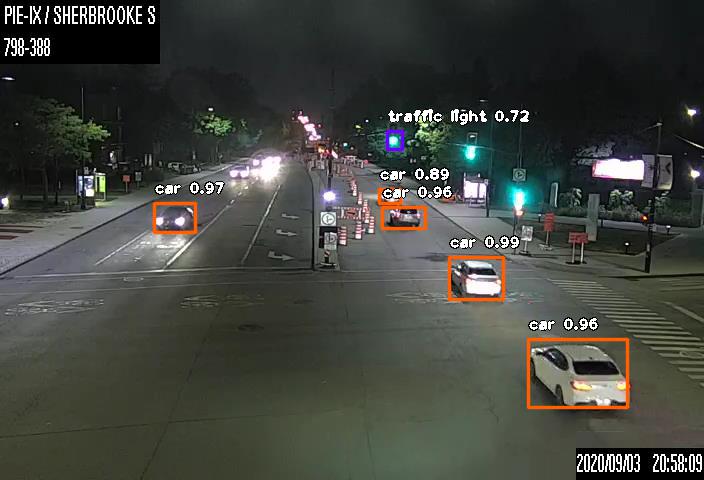 PIE-IX / SHERBROOKE S
798-388
traffic light 0.72
car 0.89
car 0.97
car 0.96
car 0.99
car 0.96
2020/09/03 20:58:09